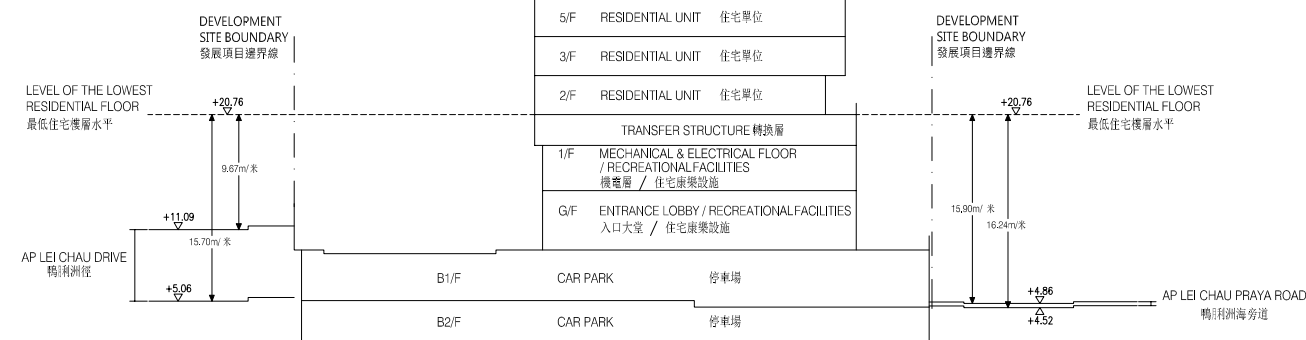 5/F RESIDENTIAL UNIT 住宅單位
DEVELOPMENT
SITE BOUNDARY
發展項目邊界線
DEVELOPMENT
SITE BOUNDARY
發展項目邊界線
3/F RESIDENTIAL UNIT 住宅單位
LEVEL OF THE LOWEST
RESIDENTIAL FLOOR
最低住宅樓層水平
+20.76
2/F RESIDENTIAL UNIT 住宅單位
+20.76
LEVEL OF THE LOWEST
RESIDENTIAL FLOOR
最低住宅樓層水平
TRANSFER STRUCTURE 轉換層
9.67m/米
1/F MECHANICAL & ELECTRICAL FLOOR
/ RECREATIONAL FACILITIES
機電層 / 住宅康樂設施
+11.09
15.70m/米
G/F ENTRANCE LOBBY / RECREATIONAL FACILITIES
入口大堂 / 住宅康樂設施
15.90m/米
16.24m/米
AP LEI CHAU DRIVE
鴨脷洲徑
B1/F CAR PARK 停車場
+5.06
+4.86
+4.52
AP LEI CHAU PRAYA ROAD
鴨脷洲海旁道
B2/F CAR PARK 停車場